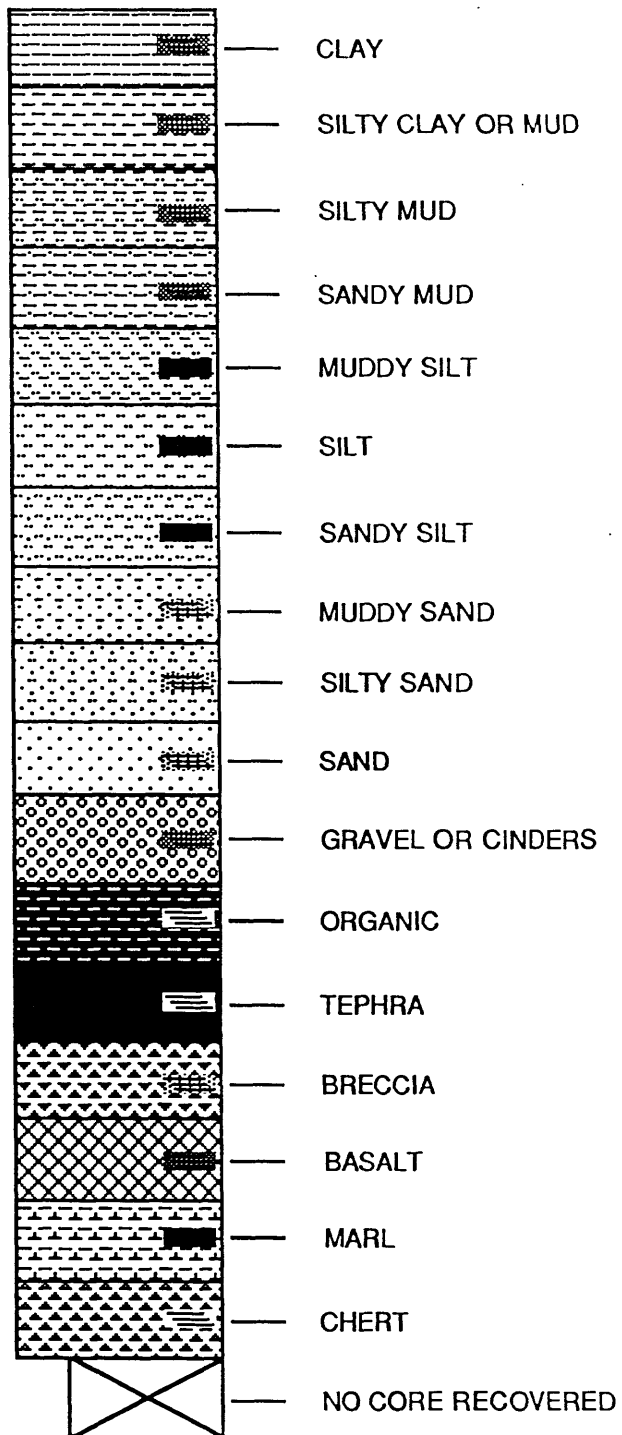 CLAY
SILTY CLAY OR MUD
SILTY MUD
SANDY MUD
MUDDY SILT
SILT
SANDY SILT
MUDDY SAND
SILTY SAND
SAND
GRAVEL OR CINDERS
ORGANIC
TEPHRA
BRECCIA
BASALT
MARL
CHERT
NO CORE RECOVERED